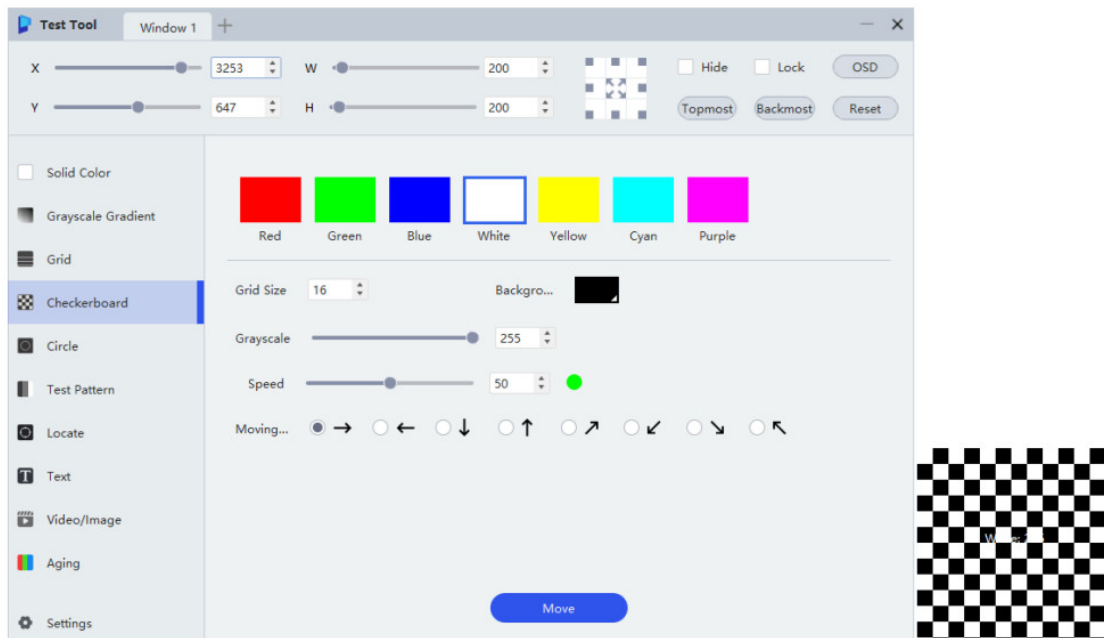 Test Tool Window 1
X 3253 W 200 Hide Lock OSD
Y 647 H 200 Topmost Backmost Reset
Solid Color
Grayscale Gradient
Grid
Checkerboard
Circle
Test Pattern
Locate
Text
Video/Image
Aging
Settings
Red Green Blue White Yellow Cyan Purple
Grid Size 16 Backgro...
Grayscale 255
Speed 50
Moving...
Move